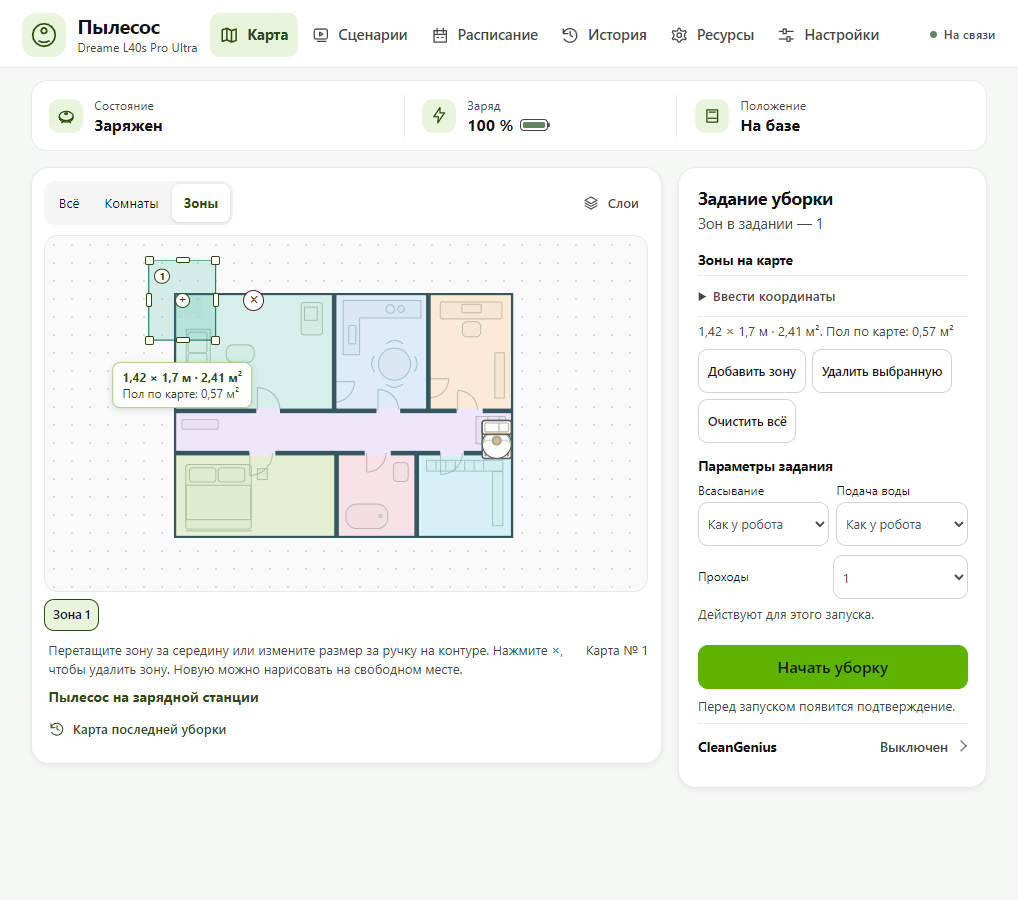 Пылесос
Dreame L40s Pro Ultra
Карта
Сценарии
Расписание
История
Ресурсы
Настройки
На связи
Состояние
Заряжен
Заряд
100 %
Положение
На базе
Всё
Комнаты
Зоны
Слои
1
+
×
1,42 × 1,7 м · 2,41 м²
Пол по карте: 0,57 м²
Зона 1
Перетащите зону за середину или измените размер за ручку на контуре. Нажмите ×,
чтобы удалить зону. Новую можно нарисовать на свободном месте.
Карта № 1
Пылесос на зарядной станции
Карта последней уборки
Задание уборки
Зон в задании — 1
Зоны на карте
Ввести координаты
1,42 × 1,7 м · 2,41 м². Пол по карте: 0,57 м²
Добавить зону
Удалить выбранную
Очистить всё
Параметры задания
Всасывание
Подача воды
Как у робота
Как у робота
Проходы
1
Действуют для этого запуска.
Начать уборку
Перед запуском появится подтверждение.
CleanGenius
Выключен